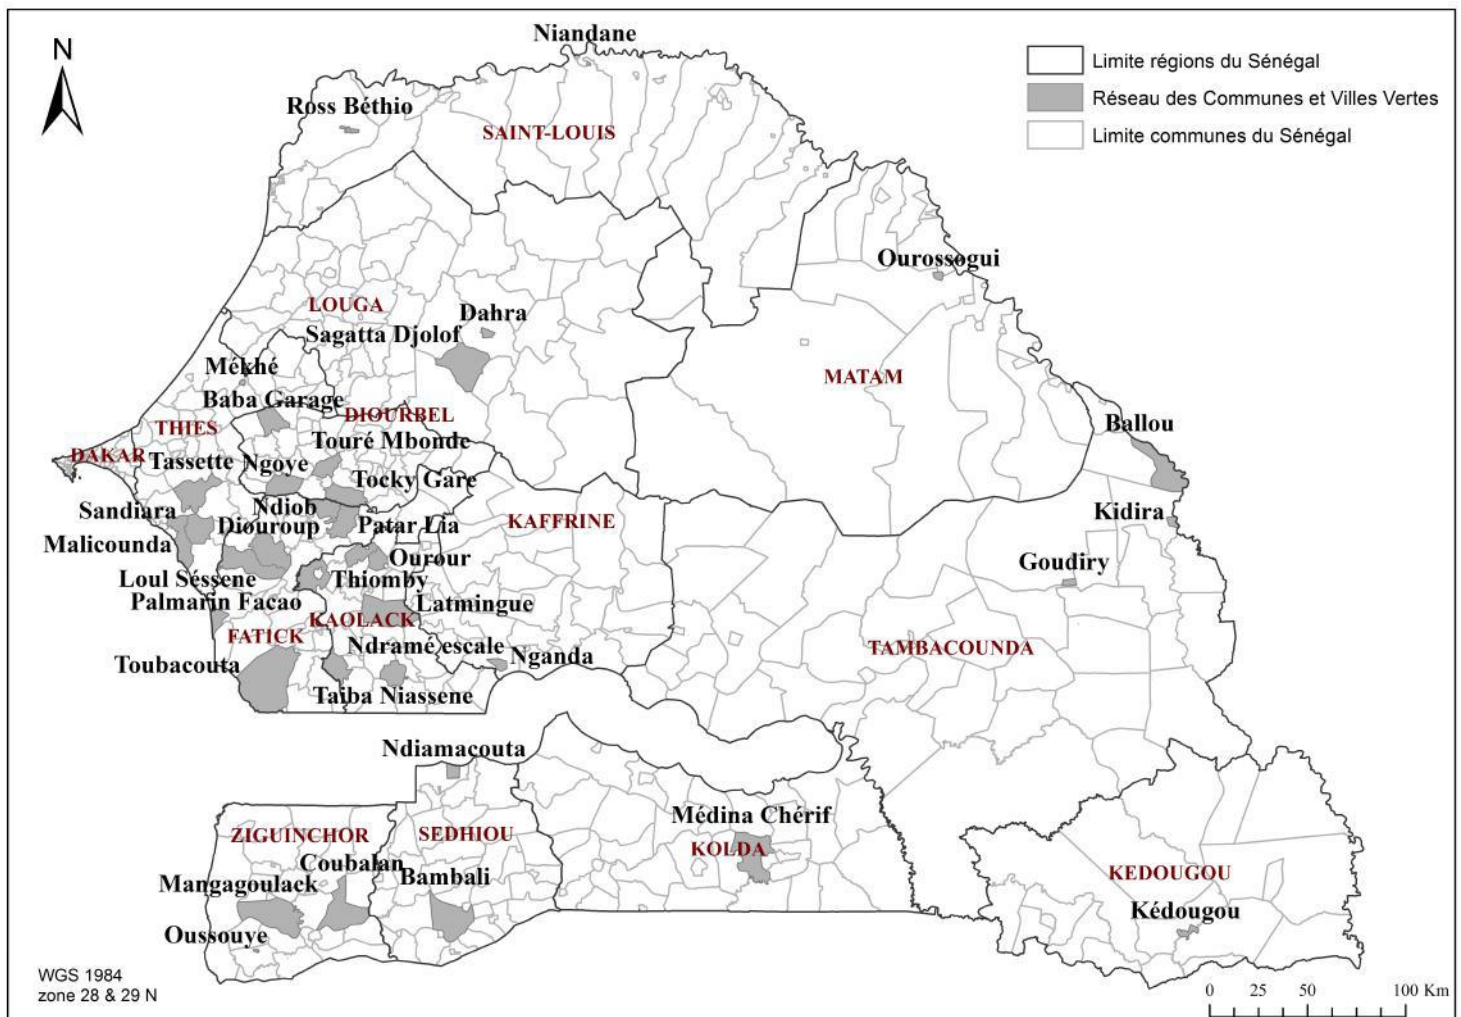 N
Niandane
Limite régions du Sénégal
Réseau des Communes et Villes Vertes
Limite communes du Sénégal
Ross Béthio
SAINT-LOUIS
Ourossogui
LOUGA
Dahra
Sagatta Djolof
Mékhé
MATAM
Baba Garage
DIOURBEL
THIES
Ballou
Touré Mbonde
DAKAR
Tassette
Ngoye
Tocky Gare
Sandiara
Ndiob
Kidira
Diouroup
Patar Lia
KAFFRINE
Malicounda
Ourour
Goudiry
Loul Séssene
Thiomby
Palmarin Facao
Latmingue
KAOLACK
FATICK
Ndramé escale
TAMBACOUNDA
Nganda
Toubacouta
Taiba Niassene
Ndiamacouta
Médina Chérif
ZIGUINCHOR
SEDHIOU
KOLDA
Coubalan
KEDOUGOU
Mangagoulack
Bambali
Kédougou
Oussouye
WGS 1984
zone 28 & 29 N
0 25 50 100 Km